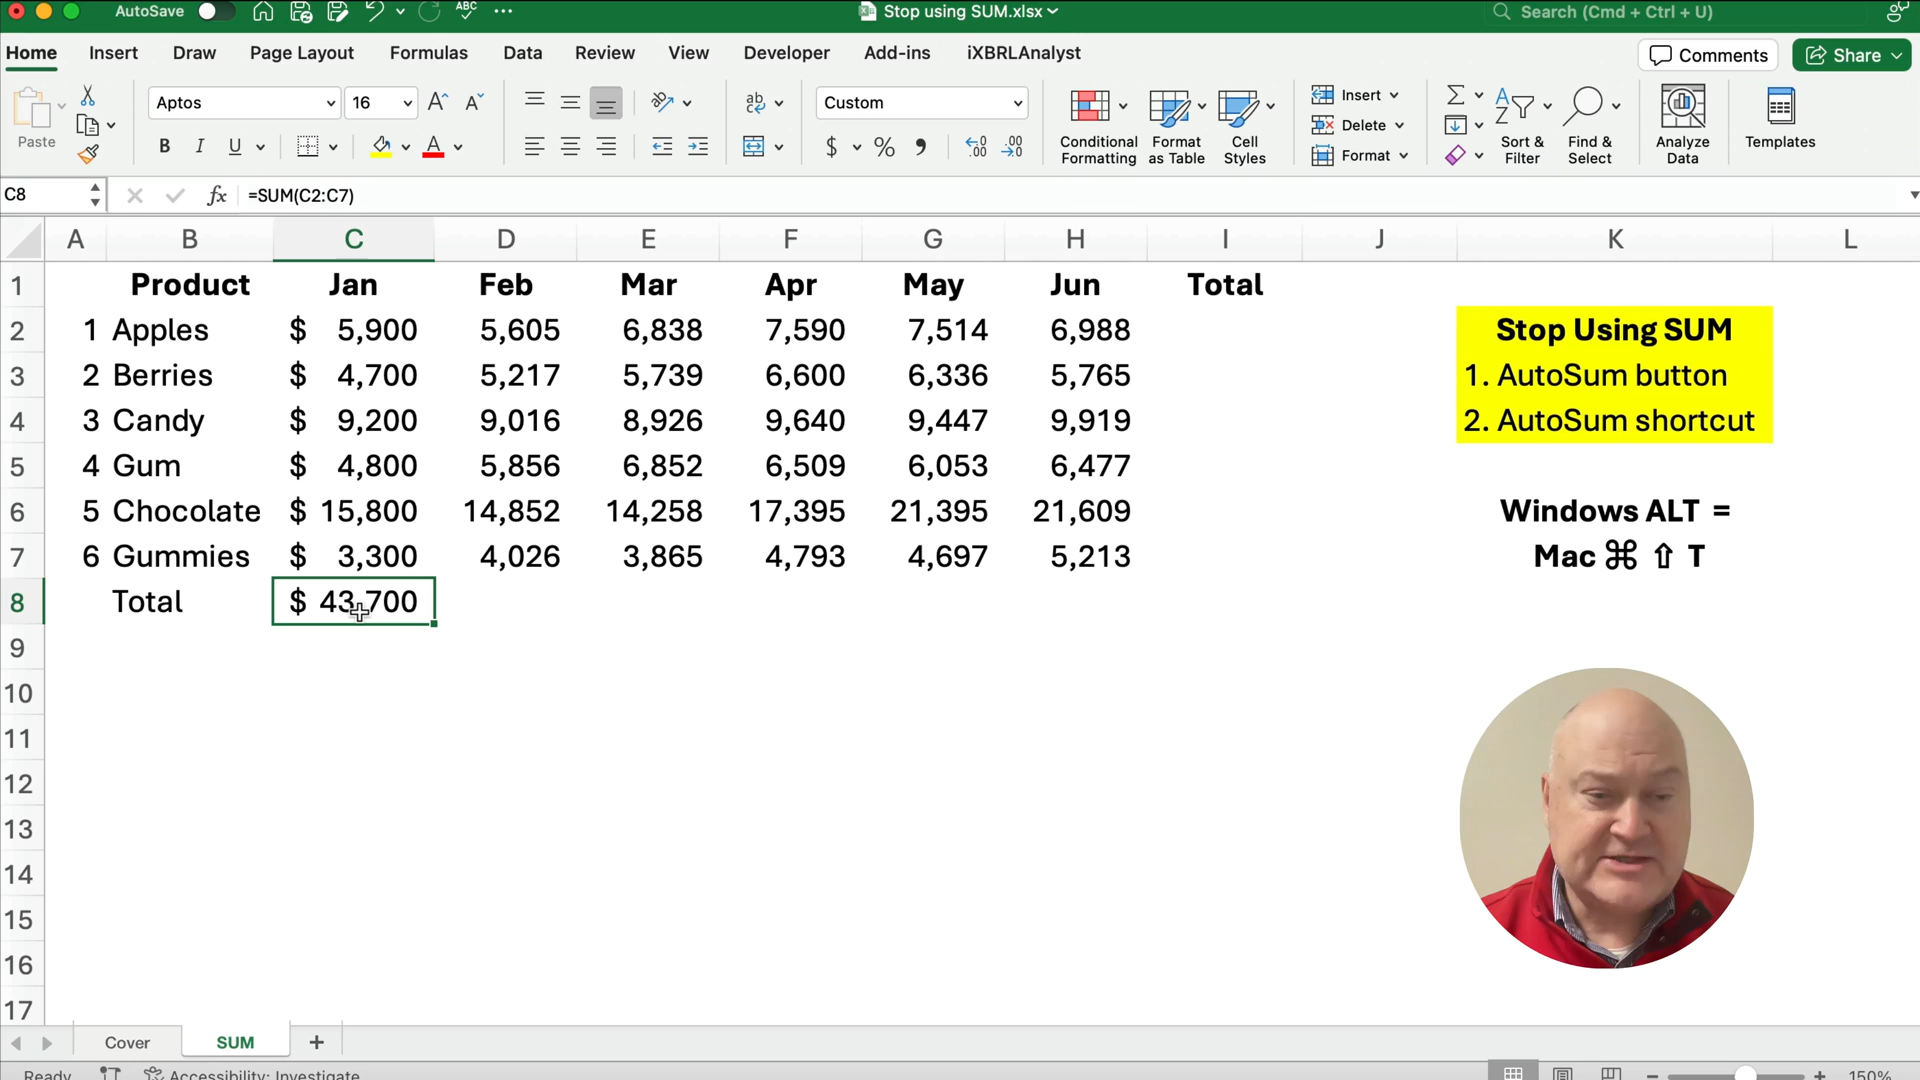 AutoSave ABC ... Stop using SUM.xlsx Search (Cmd + Ctrl + U)
Home Insert Draw Page Layout Formulas Data Review View Developer Add-ins iXBRLAnalyst Comments Share
Paste Aptos 16 A A ab Custom Conditional Formatting Format as Table Cell Styles Insert Delete Format Sort & Filter Find & Select Analyze Data Templates
B I U A $ % 9 .00 .00
C8 fx =SUM(C2:C7)
A B C D E F G H I J K L
1 Product Jan Feb Mar Apr May Jun Total
2 1 Apples $ 5,900 5,605 6,838 7,590 7,514 6,988 Stop Using SUM
3 2 Berries $ 4,700 5,217 5,739 6,600 6,336 5,765 1. AutoSum button
4 3 Candy $ 9,200 9,016 8,926 9,640 9,447 9,919 2. AutoSum shortcut
5 4 Gum $ 4,800 5,856 6,852 6,509 6,053 6,477
6 5 Chocolate $ 15,800 14,852 14,258 17,395 21,395 21,609 Windows ALT =
7 6 Gummies $ 3,300 4,026 3,865 4,793 4,697 5,213 Mac ⌘ ⇧ T
8 Total $ 43,700
9
10
11
12
13
14
15
16
17
Cover SUM +
Ready Accessibility: Investigate 150%